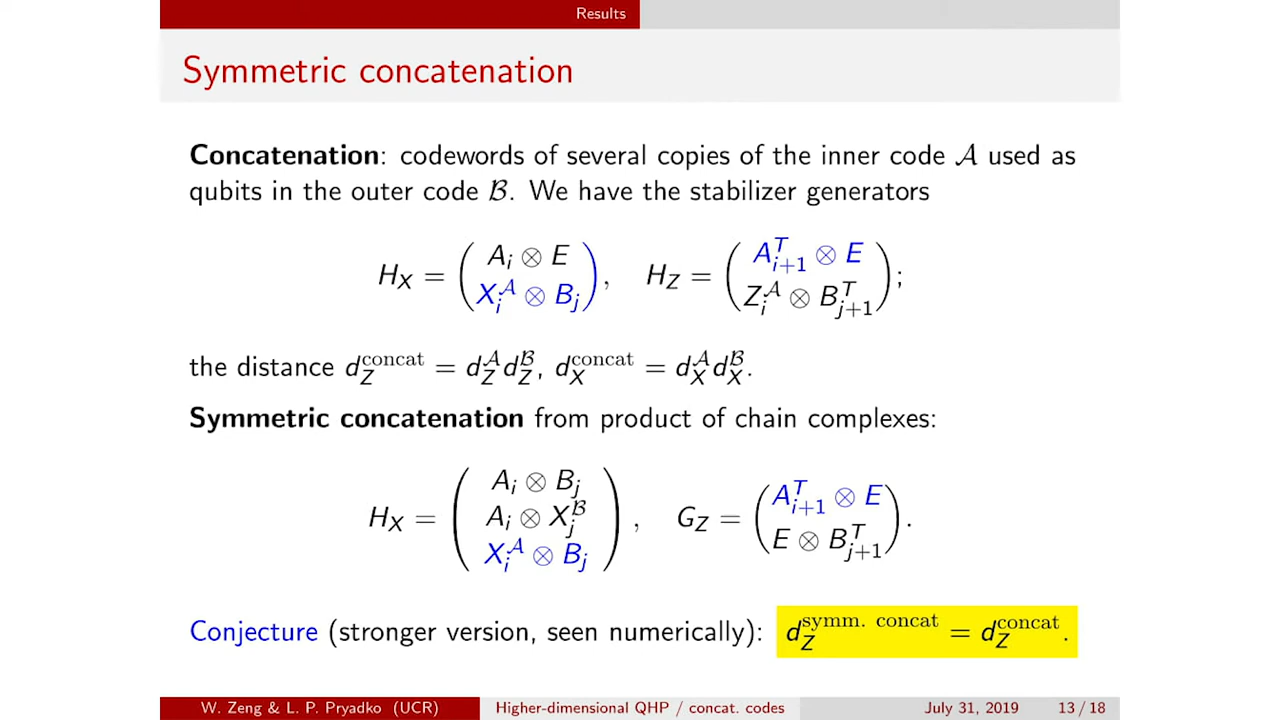 Results
Symmetric concatenation
Concatenation: codewords of several copies of the inner code 𝒜 used as
qubits in the outer code ℬ. We have the stabilizer generators
H_X = ( A_i ⊗ E ; X_i^𝒜 ⊗ B_j ), H_Z = ( A_{i+1}^T ⊗ E ; Z_i^𝒜 ⊗ B_{j+1}^T );
the distance d_Z^concat = d_Z^𝒜 d_Z^ℬ, d_X^concat = d_X^𝒜 d_X^ℬ.
Symmetric concatenation from product of chain complexes:
H_X = ( A_i ⊗ B_j ; A_i ⊗ X_j^ℬ ; X_i^𝒜 ⊗ B_j ), G_Z = ( A_{i+1}^T ⊗ E ; E ⊗ B_{j+1}^T ).
Conjecture (stronger version, seen numerically): d_Z^symm. concat = d_Z^concat.
W. Zeng & L. P. Pryadko (UCR) Higher-dimensional QHP / concat. codes July 31, 2019 13 / 18